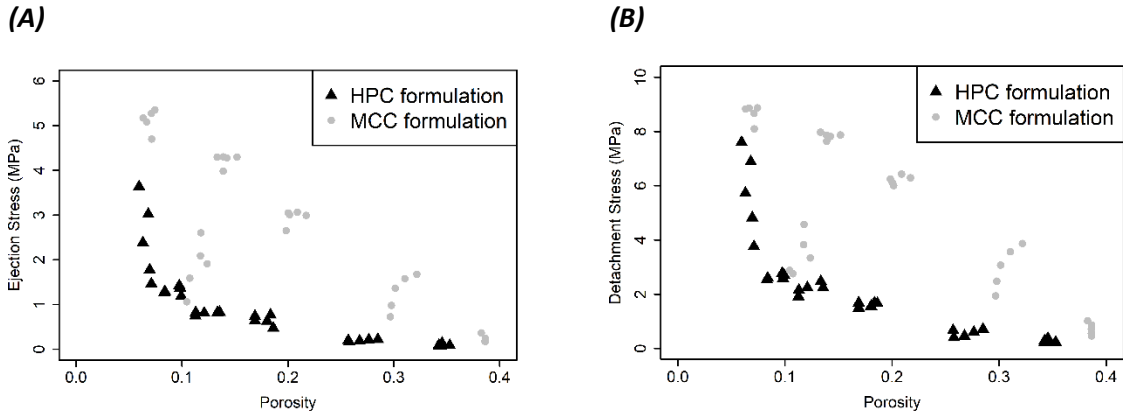 (A)
Ejection Stress (MPa)
6
5
4
3
2
1
0
HPC formulation
MCC formulation
0.0 0.1 0.2 0.3 0.4
Porosity
(B)
Detachment Stress (MPa)
10
8
6
4
2
0
HPC formulation
MCC formulation
0.0 0.1 0.2 0.3 0.4
Porosity